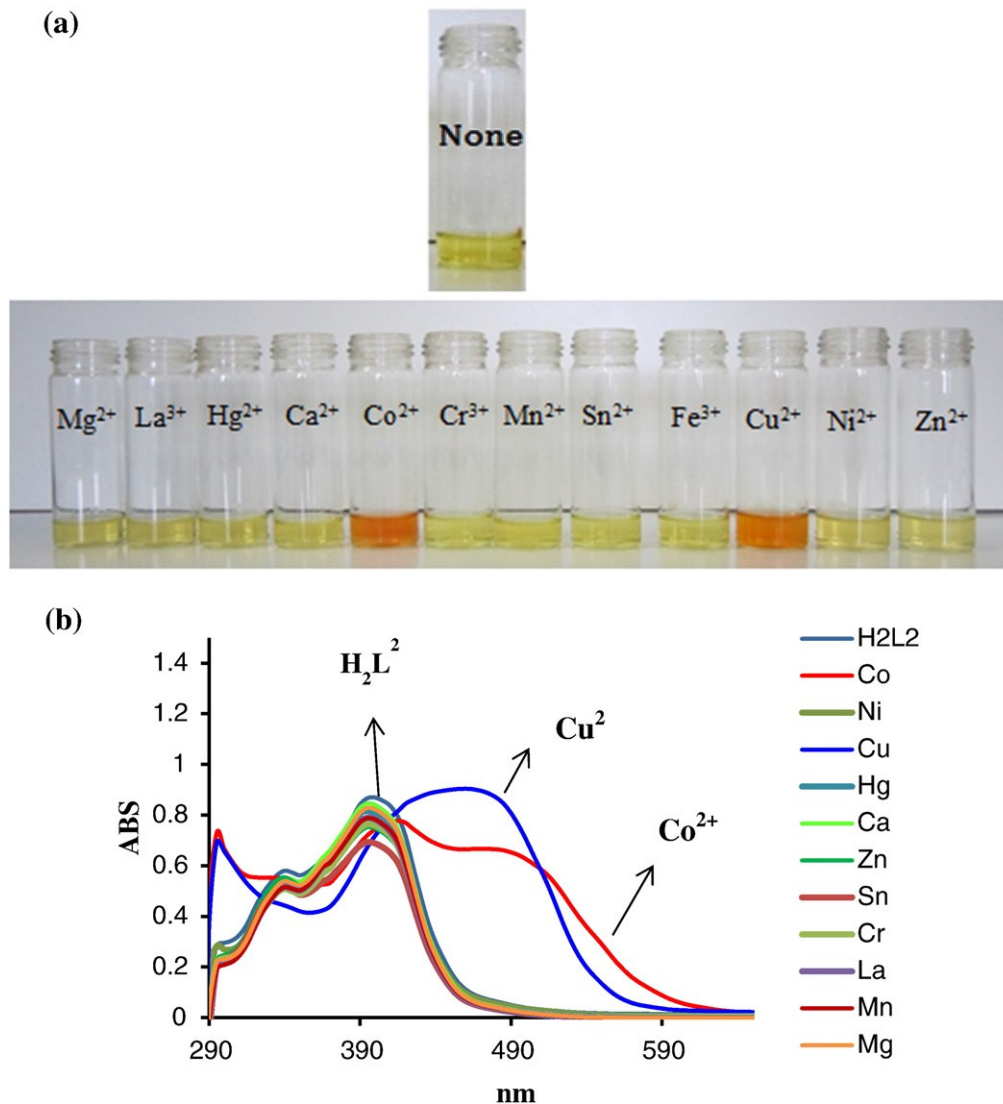 (a)
None
Mg²⁺ La³⁺ Hg²⁺ Ca²⁺ Co²⁺ Cr³⁺ Mn²⁺ Sn²⁺ Fe³⁺ Cu²⁺ Ni²⁺ Zn²⁺
(b)
H₂L²
Cu²
Co²⁺
ABS
1.4
1.2
1
0.8
0.6
0.4
0.2
0
290 390 490 590
nm
H2L2
Co
Ni
Cu
Hg
Ca
Zn
Sn
Cr
La
Mn
Mg